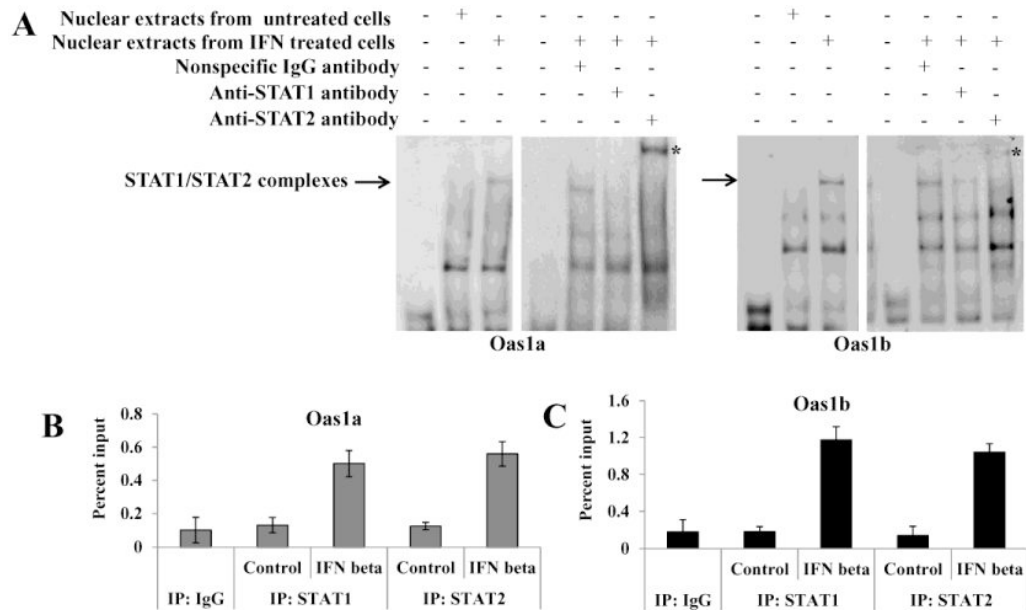 A
Nuclear extracts from untreated cells - + - - - - - - + - - - - -
Nuclear extracts from IFN treated cells - - + - + + + - - + - + + +
Nonspecific IgG antibody - - - - + - - - - - - + - -
Anti-STAT1 antibody - - - - - + - - - - - - + -
Anti-STAT2 antibody - - - - - - + - - - - - - +
* *
STAT1/STAT2 complexes
Oas1a Oas1b
B
Oas1a
Percent input
0.8
0.6
0.4
0.2
0
Control IFN beta Control IFN beta
IP: IgG IP: STAT1 IP: STAT2
C
Oas1b
Percent input
1.6
1.2
0.8
0.4
0
Control IFN beta Control IFN beta
IP: IgG IP: STAT1 IP: STAT2